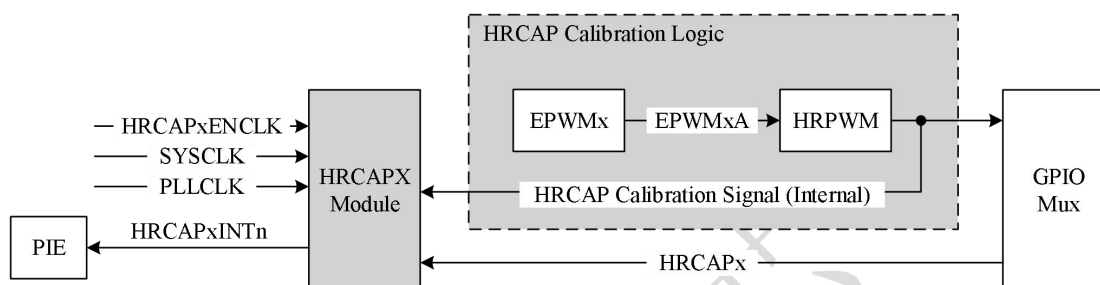 HRCAP Calibration Logic
EPWMx
EPWMxA
HRPWM
HRCAPxENCLK
SYSCLK
PLLCLK
HRCAPX
Module
HRCAP Calibration Signal (Internal)
GPIO
Mux
PIE
HRCAPxINTn
HRCAPx